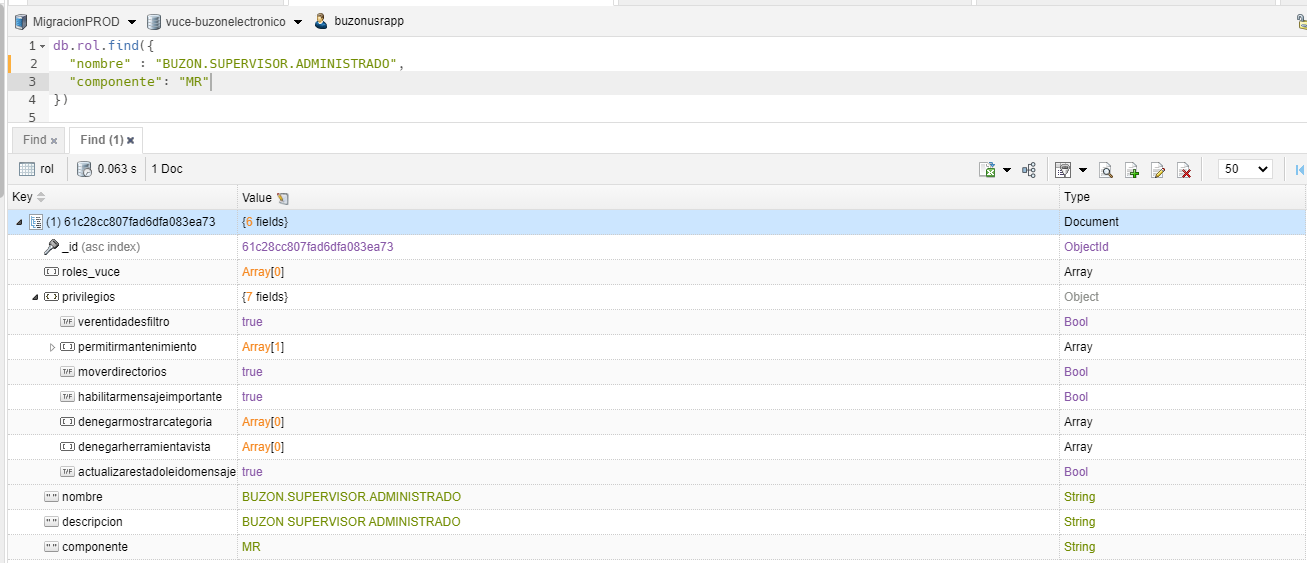 MigracionPROD vuce-buzonelectronico buzonusrapp
1 db.rol.find({
2 "nombre" : "BUZON.SUPERVISOR.ADMINISTRADO",
3 "componente": "MR"
4 })
5
Find Find (1)
rol 0.063 s 1 Doc 50
Key Value Type
(1) 61c28cc807fad6dfa083ea73 {6 fields} Document
_id (asc index) 61c28cc807fad6dfa083ea73 ObjectId
roles_vuce Array[0] Array
privilegios {7 fields} Object
T/F verentidadesfiltro true Bool
permitirmantenimiento Array[1] Array
T/F moverdirectorios true Bool
T/F habilitarmensajeimportante true Bool
denegarmostrarcategoria Array[0] Array
denegarherramientavista Array[0] Array
T/F actualizarestadoleidomensaje true Bool
nombre BUZON.SUPERVISOR.ADMINISTRADO String
descripcion BUZON SUPERVISOR ADMINISTRADO String
componente MR String